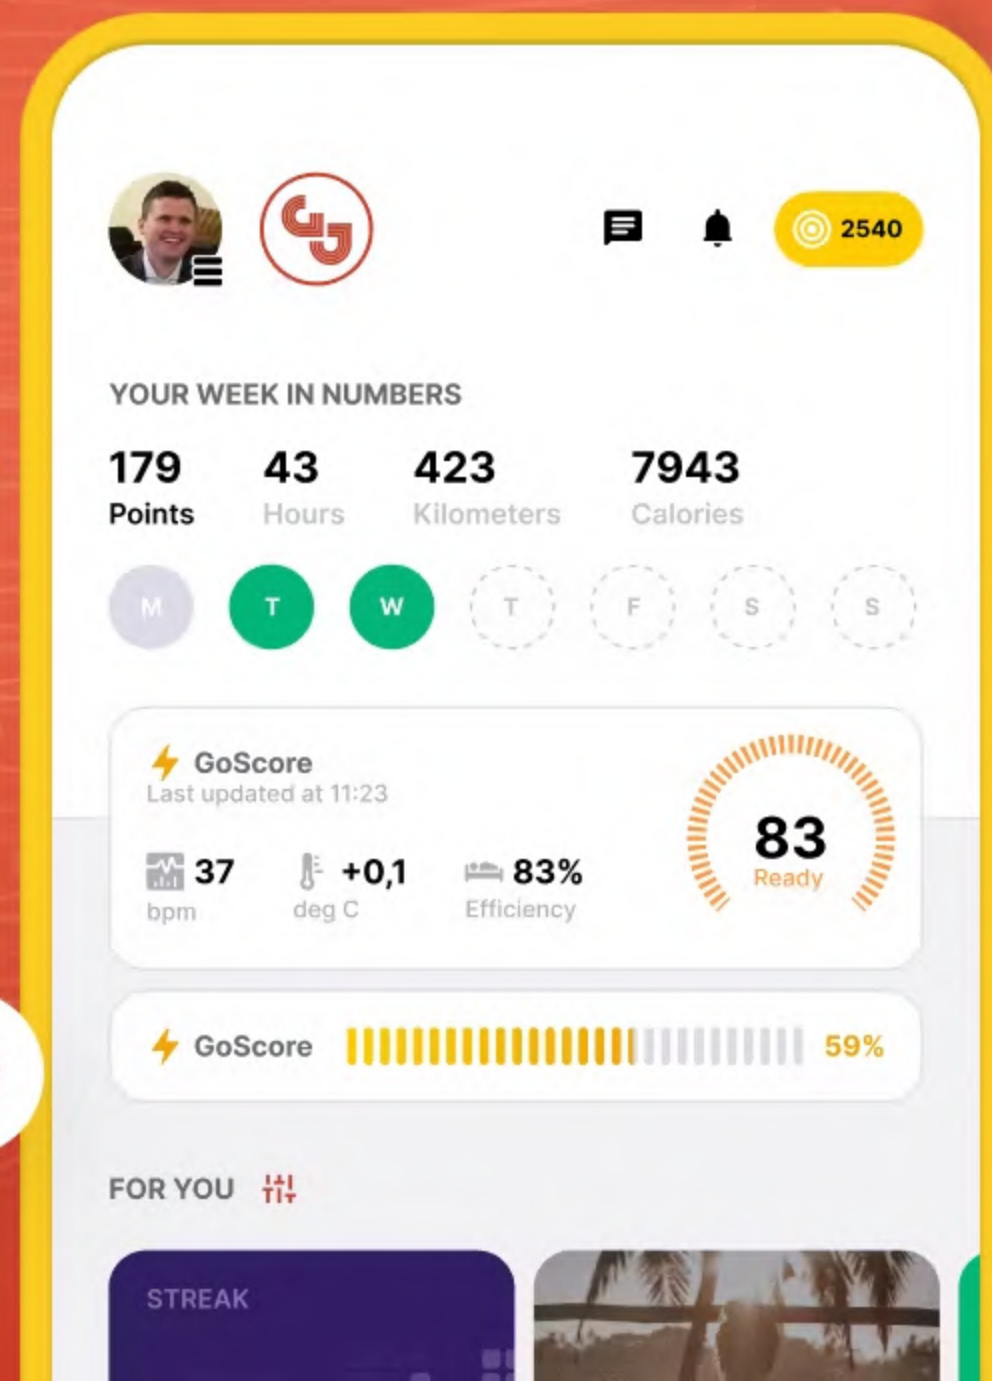 2540
YOUR WEEK IN NUMBERS
179 43 423 7943
Points Hours Kilometers Calories
M T W T F S S
GoScore
Last updated at 11:23
83
Ready
37 +0,1 83%
bpm deg C Efficiency
GoScore 59%
FOR YOU
STREAK